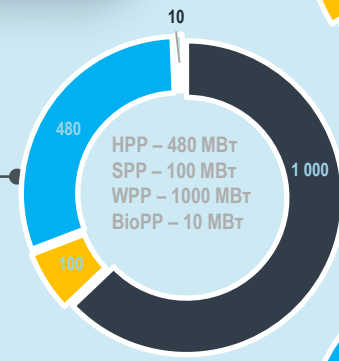 10
480
HPP – 480 МВт
SPP – 100 МВт
WPP – 1000 МВт
BioPP – 10 МВт
1 000
100